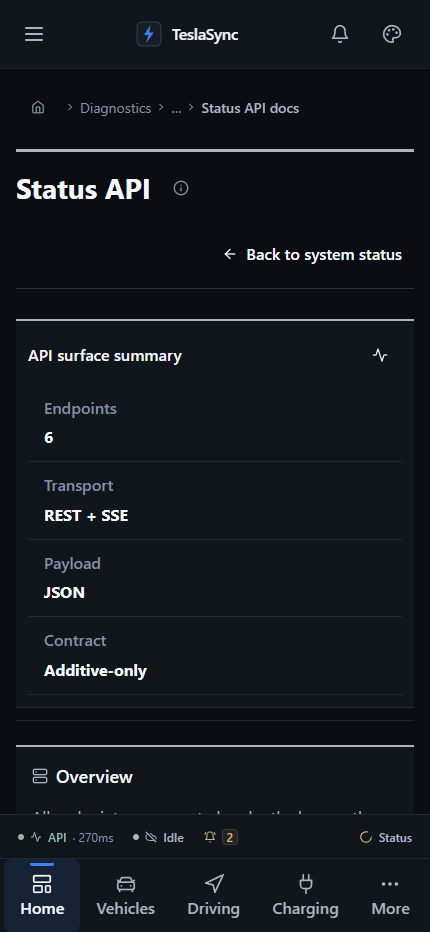 TeslaSync
Diagnostics > ... > Status API docs
Status API
← Back to system status
API surface summary
Endpoints
6
Transport
REST + SSE
Payload
JSON
Contract
Additive-only
Overview
API · 270ms
Idle
2
Status
Home
Vehicles
Driving
Charging
More